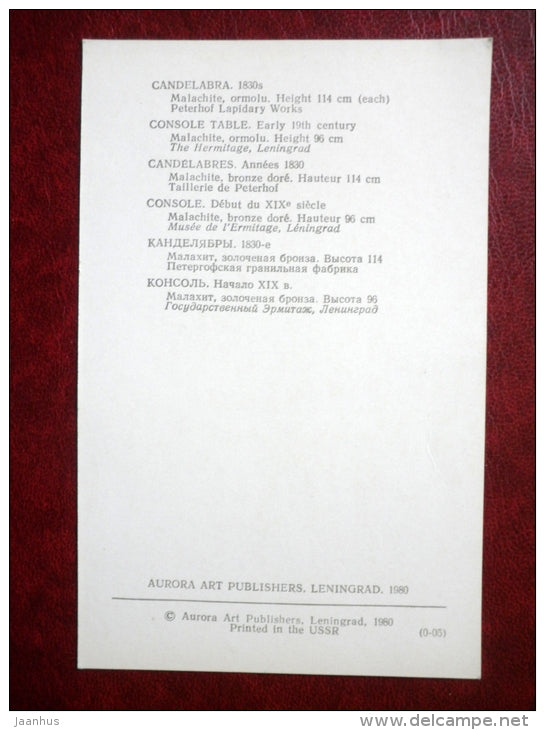 CANDELABRA. 1830s
Malachite, ormolu. Height 114 cm (each)
Peterhof Lapidary Works
CONSOLE TABLE. Early 19th century
Malachite, ormolu. Height 96 cm
The Hermitage, Leningrad
CANDÉLABRES. Années 1830
Malachite, bronze doré. Hauteur 114 cm
Taillerie de Peterhof
CONSOLE. Début du XIXe siècle
Malachite, bronze doré. Hauteur 96 cm
Musée de l'Ermitage, Léningrad
КАНДЕЛЯБРЫ. 1830-е
Малахит, золоченая бронза. Высота 114
Петергофская гранильная фабрика
КОНСОЛЬ. Начало XIX в.
Малахит, золоченая бронза. Высота 96
Государственный Эрмитаж, Ленинград
AURORA ART PUBLISHERS, LENINGRAD. 1980
© Aurora Art Publishers, Leningrad, 1980
Printed in the USSR (0-05)
jaanhus www.delcampe.net